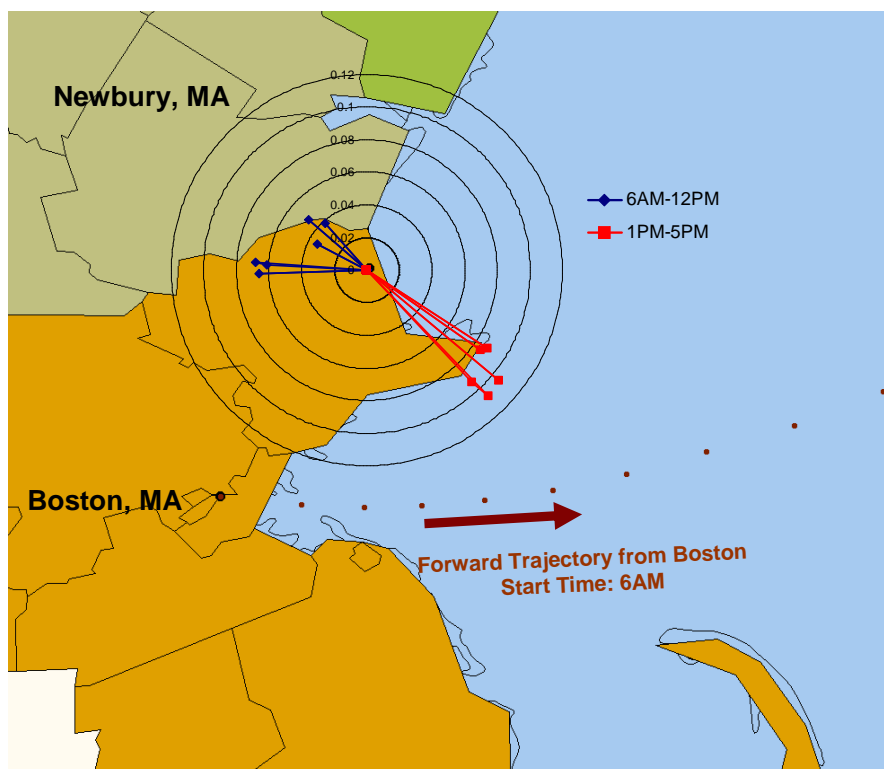 0.12
Newbury, MA
0.1
0.08
0.06
0.04
0.02
0
6AM-12PM
1PM-5PM
Boston, MA
Forward Trajectory from Boston
Start Time: 6AM